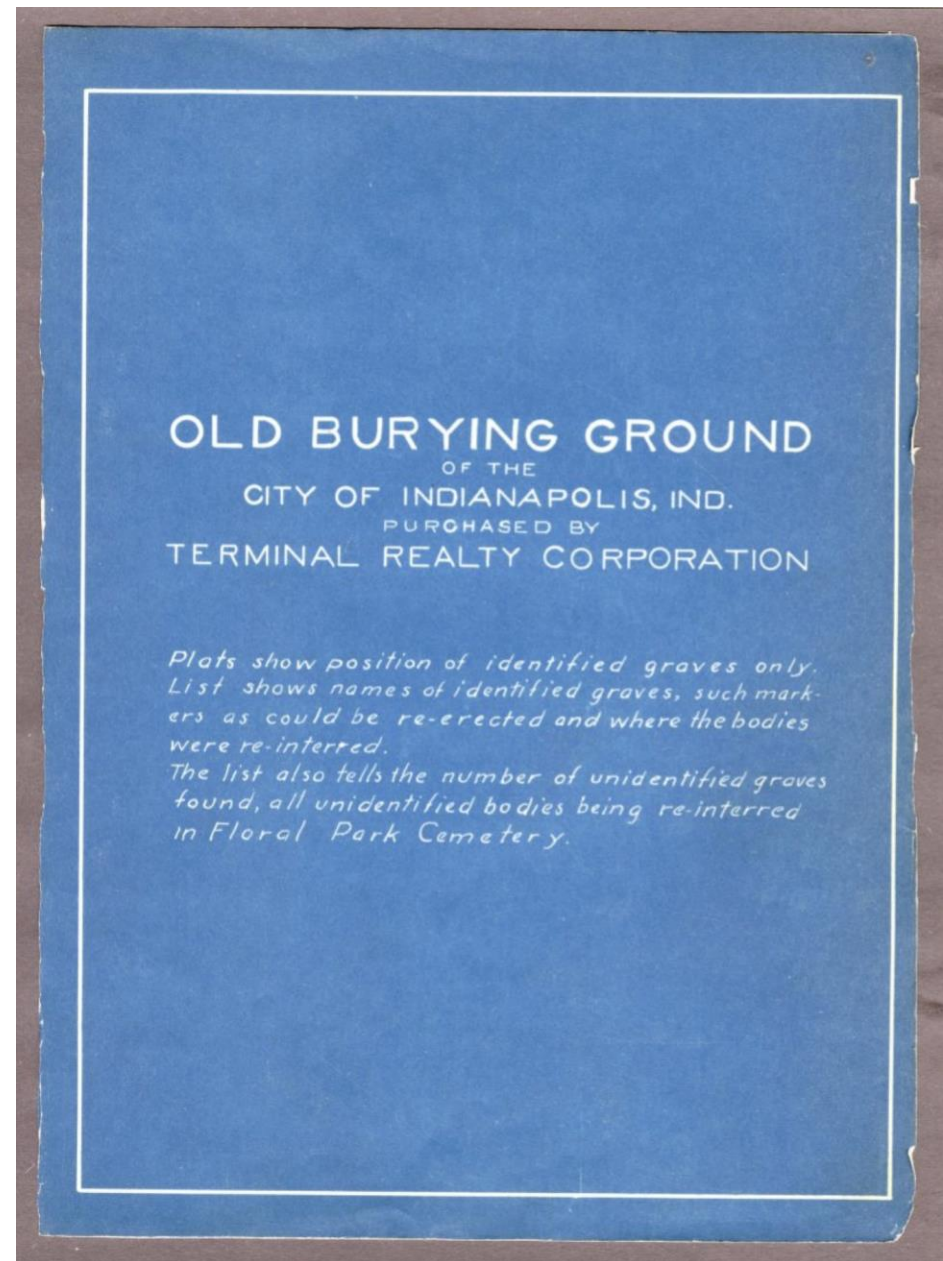 OLD BURYING GROUND
OF THE
CITY OF INDIANAPOLIS, IND.
PURCHASED BY
TERMINAL REALTY CORPORATION
Plats show position of identified graves only.
List shows names of identified graves, such mark-
ers as could be re-erected and where the bodies
were re-interred.
The list also tells the number of unidentified graves
found, all unidentified bodies being re-interred
in Floral Park Cemetery.